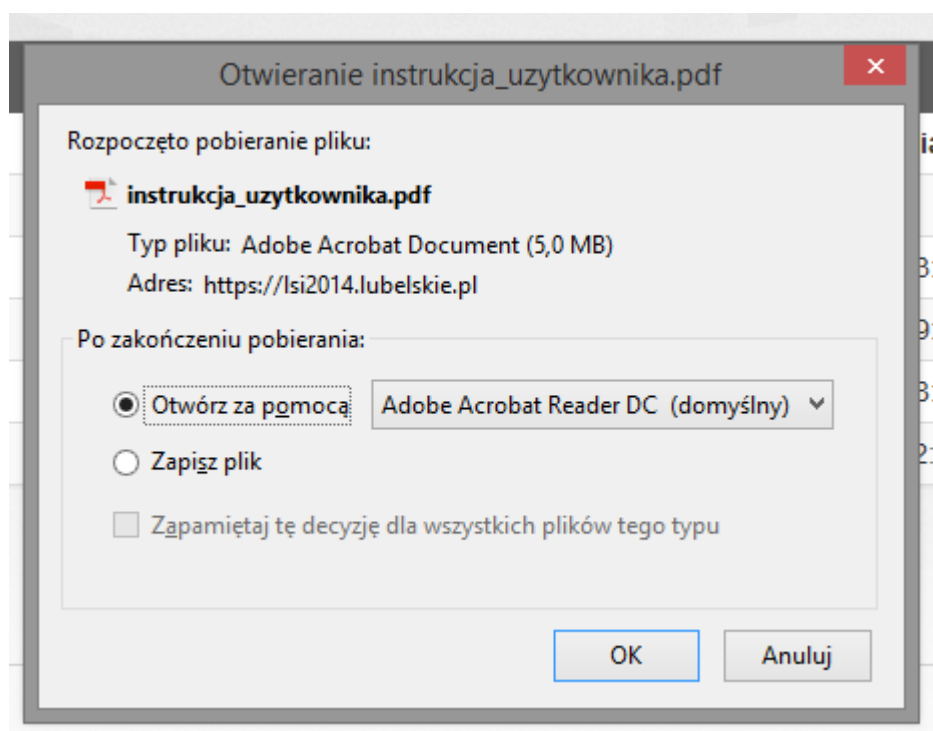 Otwieranie instrukcja_uzytkownika.pdf
Rozpoczęto pobieranie pliku:
instrukcja_uzytkownika.pdf
Typ pliku: Adobe Acrobat Document (5,0 MB)
Adres: https://lsi2014.lubelskie.pl
Po zakończeniu pobierania:
Otwórz za pomocą Adobe Acrobat Reader DC (domyślny)
Zapisz plik
Zapamiętaj tę decyzję dla wszystkich plików tego typu
OK Anuluj